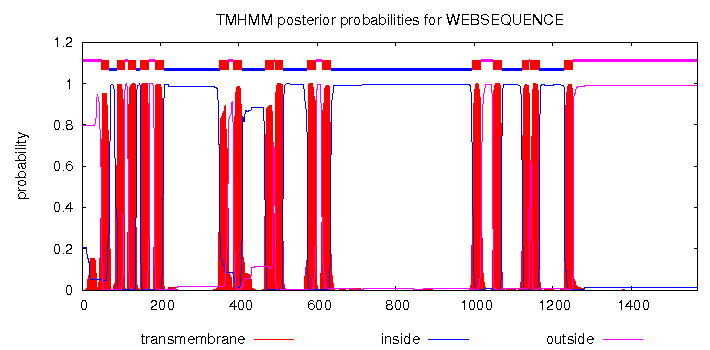 TMHMM posterior probabilities for WEBSEQUENCE
1.2
1
0.8
0.6
0.4
0.2
0
probability
0 200 400 600 800 1000 1200 1400
transmembrane inside outside